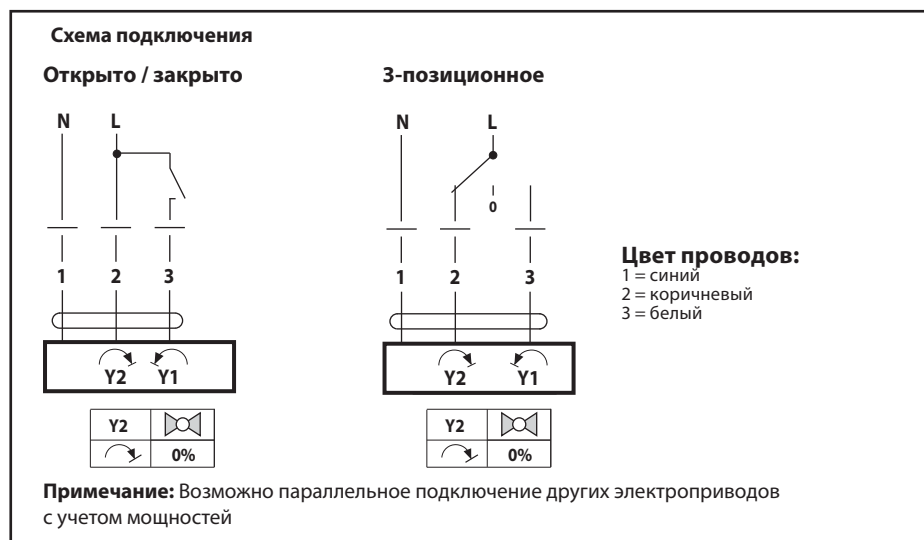 Схема подключения
Открыто / закрыто
N L
1 2 3
Y2 Y1
Y2
0%
3-позиционное
N L
0
1 2 3
Y2 Y1
Y2
0%
Цвет проводов:
1 = синий
2 = коричневый
3 = белый
Примечание: Возможно параллельное подключение других электроприводов
с учетом мощностей